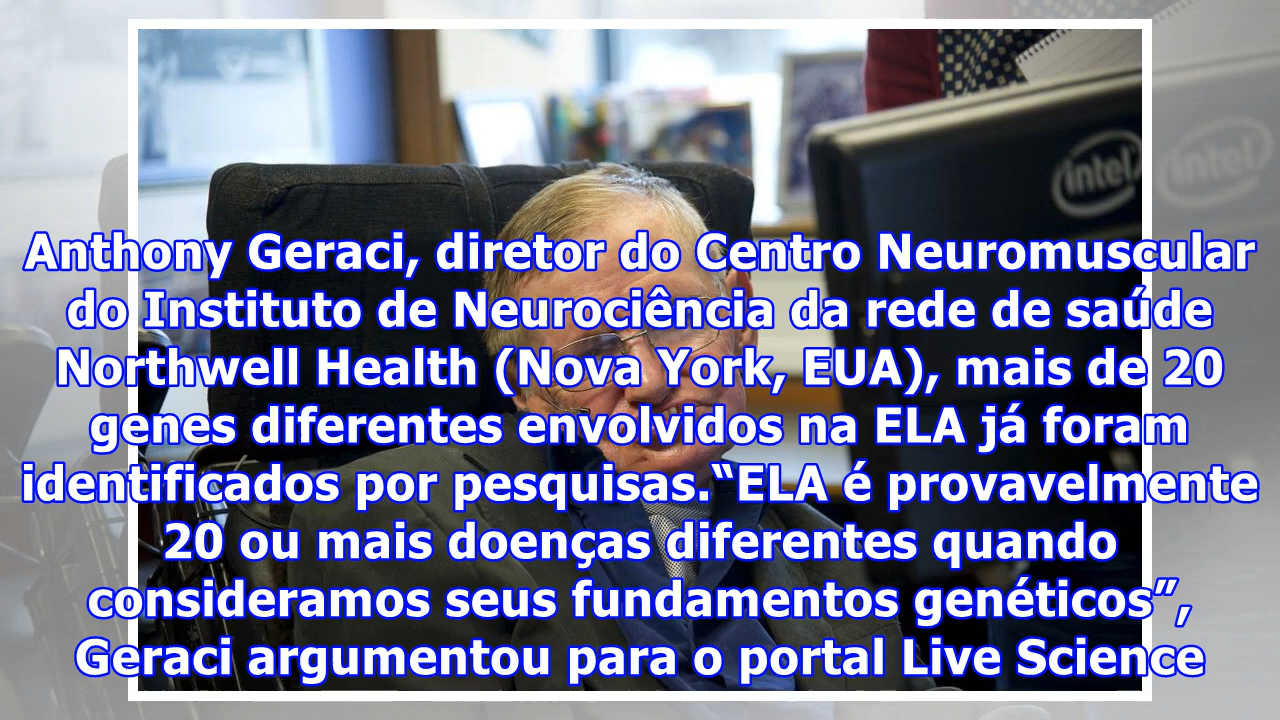 intel
intel
Anthony Geraci, diretor do Centro Neuromuscular
do Instituto de Neurociência da rede de saúde
Northwell Health (Nova York, EUA), mais de 20
genes diferentes envolvidos na ELA já foram
identificados por pesquisas.“ELA é provavelmente
20 ou mais doenças diferentes quando
consideramos seus fundamentos genéticos”,
Geraci argumentou para o portal Live Science